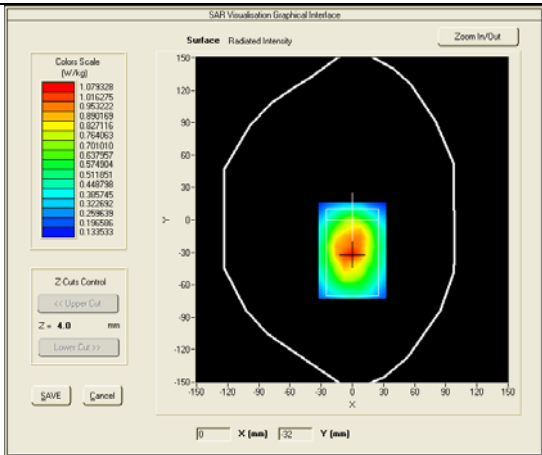 SAR Visualisation Graphical Interface
Surface Radiated Intensity
Zoom In/Out
Colors Scale
(W/kg)
1.079328
1.016275
0.953222
0.890169
0.827116
0.764063
0.701010
0.637957
0.574904
0.511851
0.448798
0.385745
0.322692
0.259639
0.196586
0.133533
Z Cuts Control
<< Upper Cut
Z = 4.0 mm
Lower Cut >>
SAVE Cancel
150-
120-
90-
60-
30-
0-
-30-
-60-
-90-
-120-
-150-
Y
-150 -120 -90 -60 -30 0 30 60 90 120 150
X
0 X (mm) -32 Y (mm)